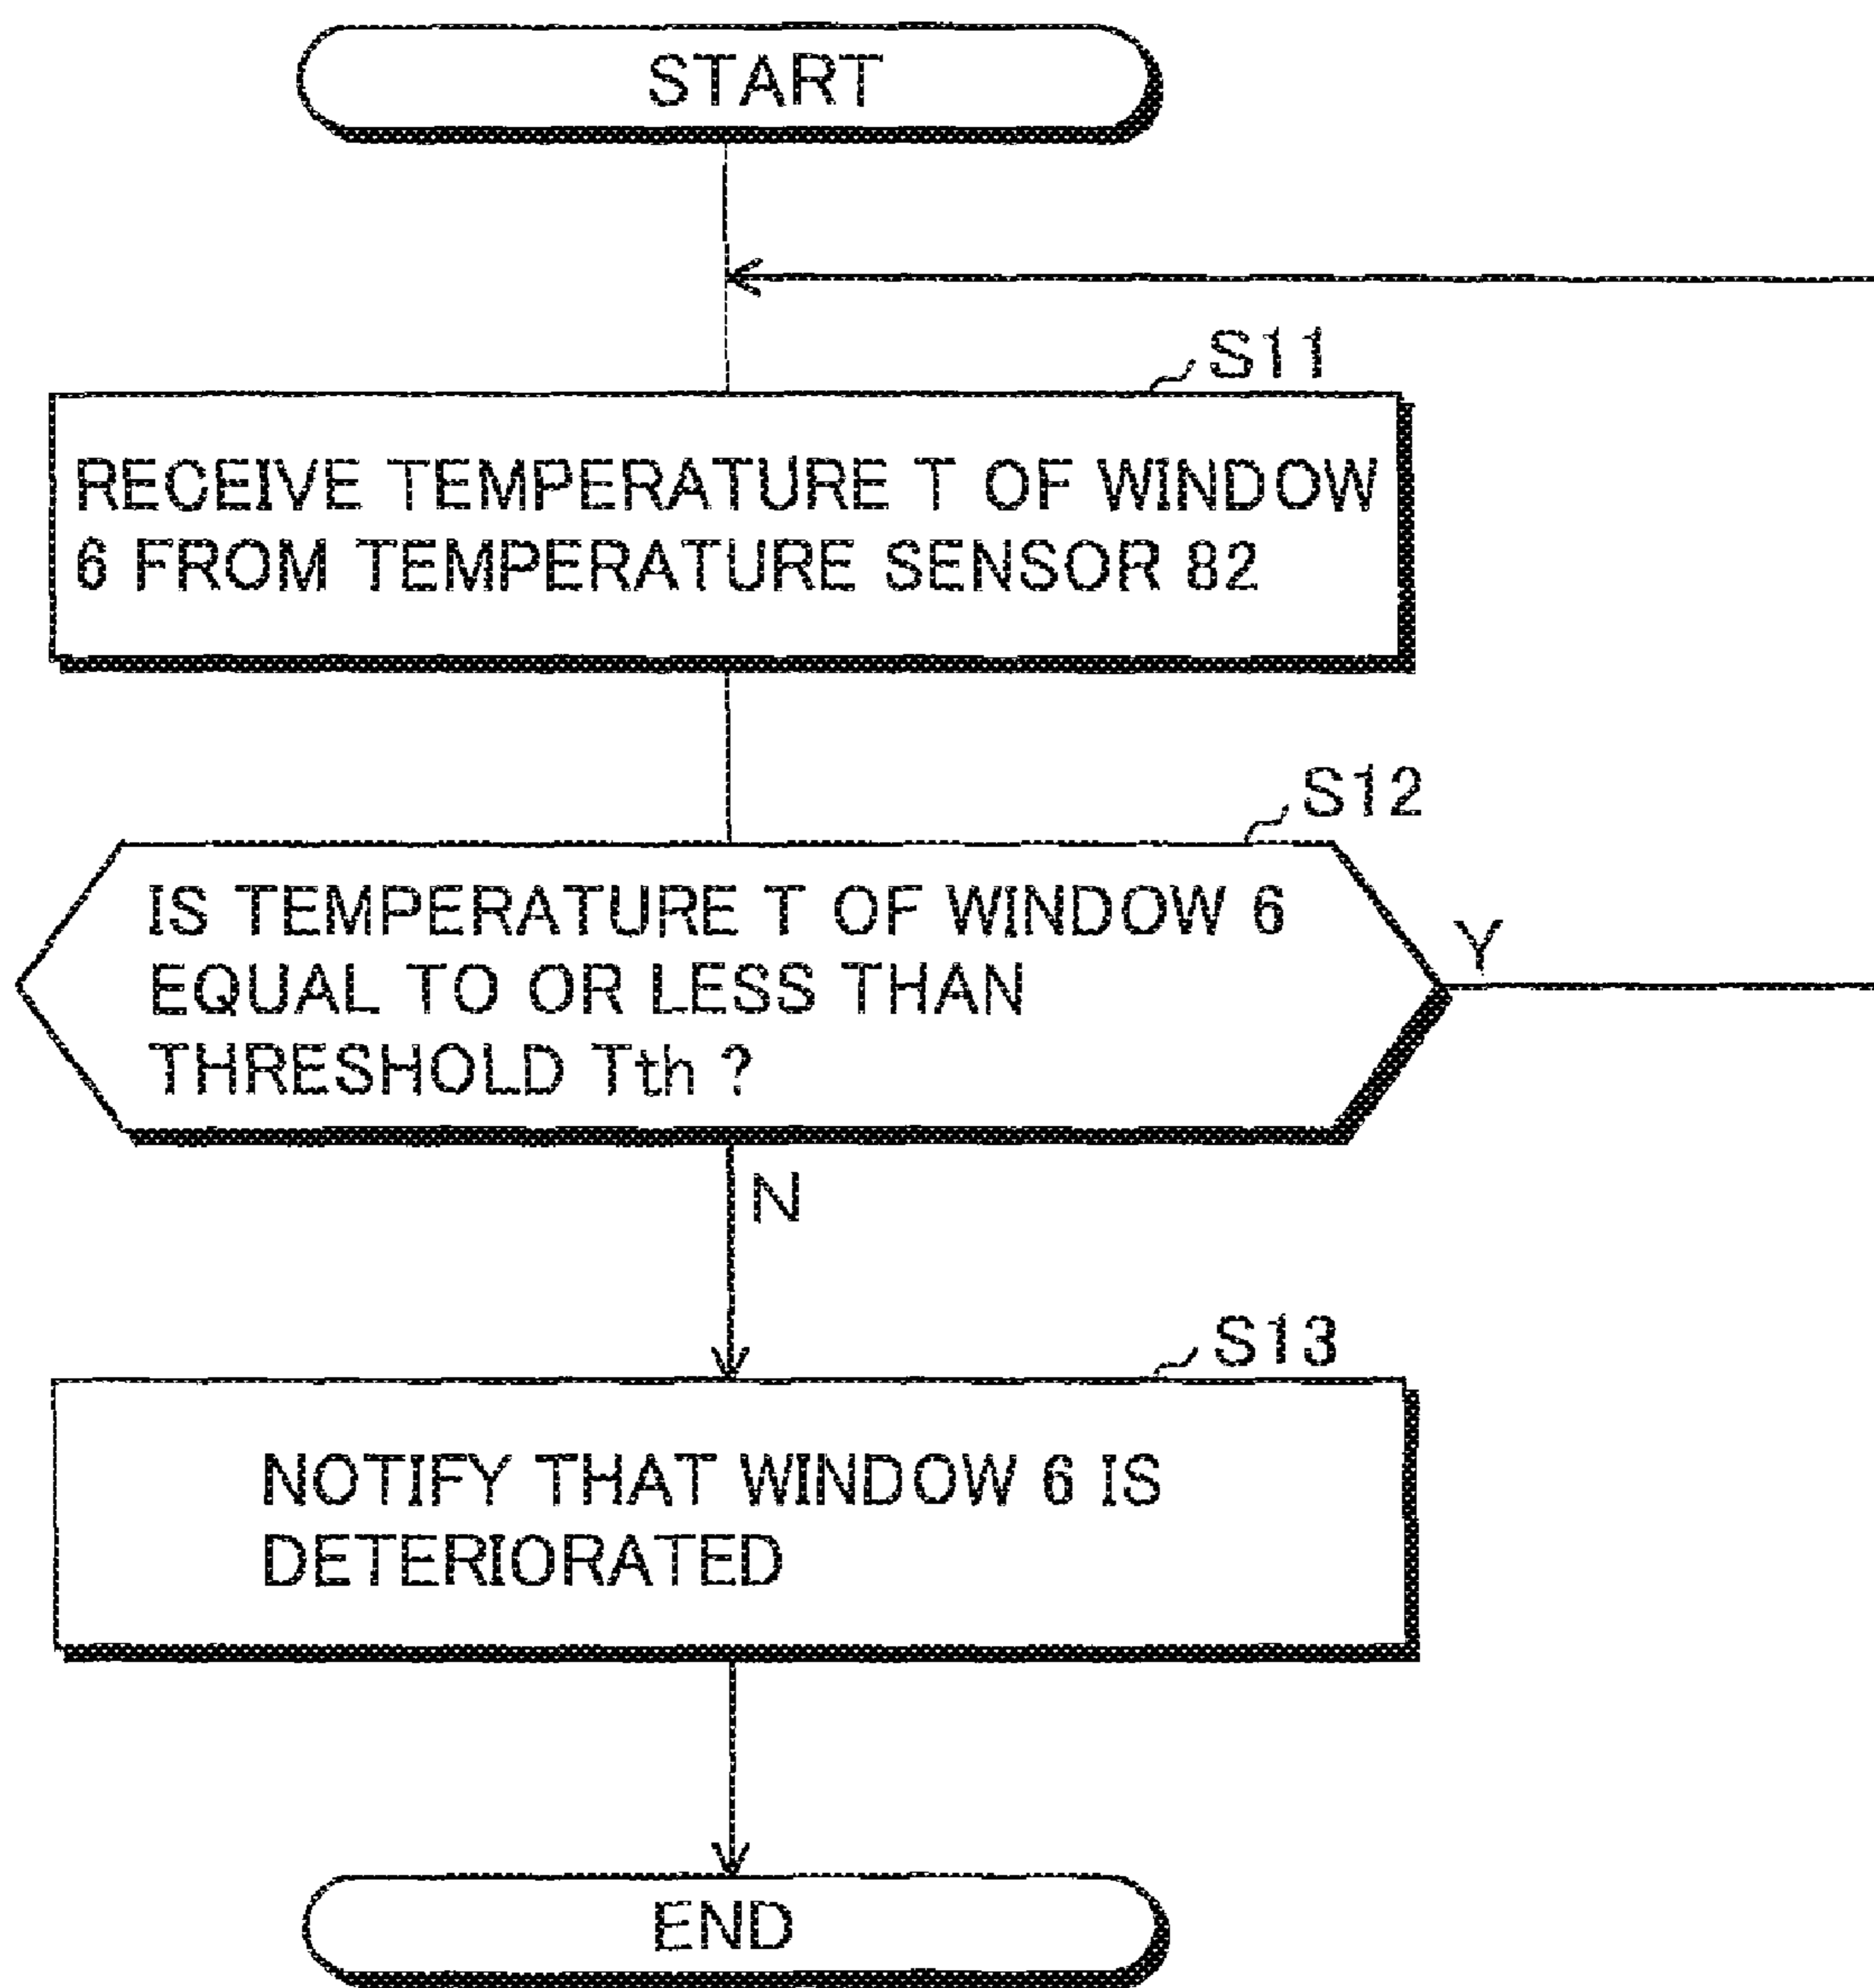 START
S11
RECEIVE TEMPERATURE T OF WINDOW
6 FROM TEMPERATURE SENSOR 82
S12
IS TEMPERATURE T OF WINDOW 6
EQUAL TO OR LESS THAN
THRESHOLD Tth ?
Y
N
S13
NOTIFY THAT WINDOW 6 IS
DETERIORATED
END